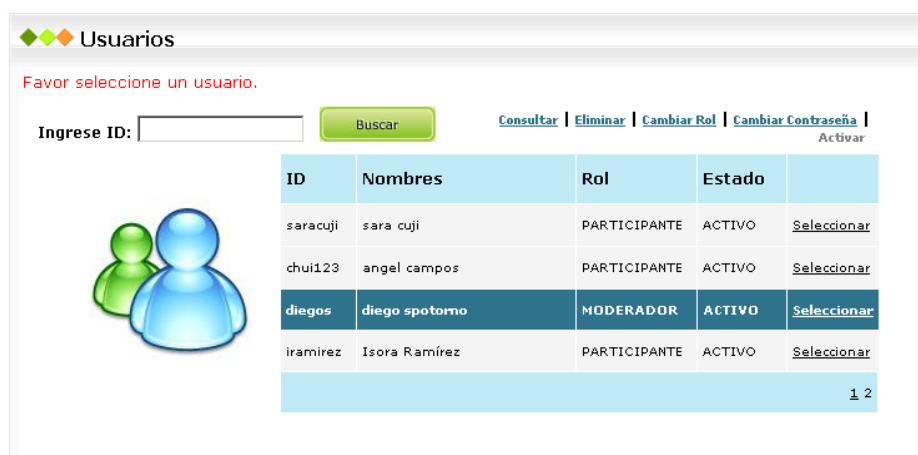 Usuarios
Favor seleccione un usuario.
Ingrese ID: Buscar Consultar | Eliminar | Cambiar Rol | Cambiar Contraseña |
Activar
ID Nombres Rol Estado
saracuji sara cuji PARTICIPANTE ACTIVO Seleccionar
chui123 angel campos PARTICIPANTE ACTIVO Seleccionar
diegos diego spotorno MODERADOR ACTIVO Seleccionar
iramirez Isora Ramírez PARTICIPANTE ACTIVO Seleccionar
1 2